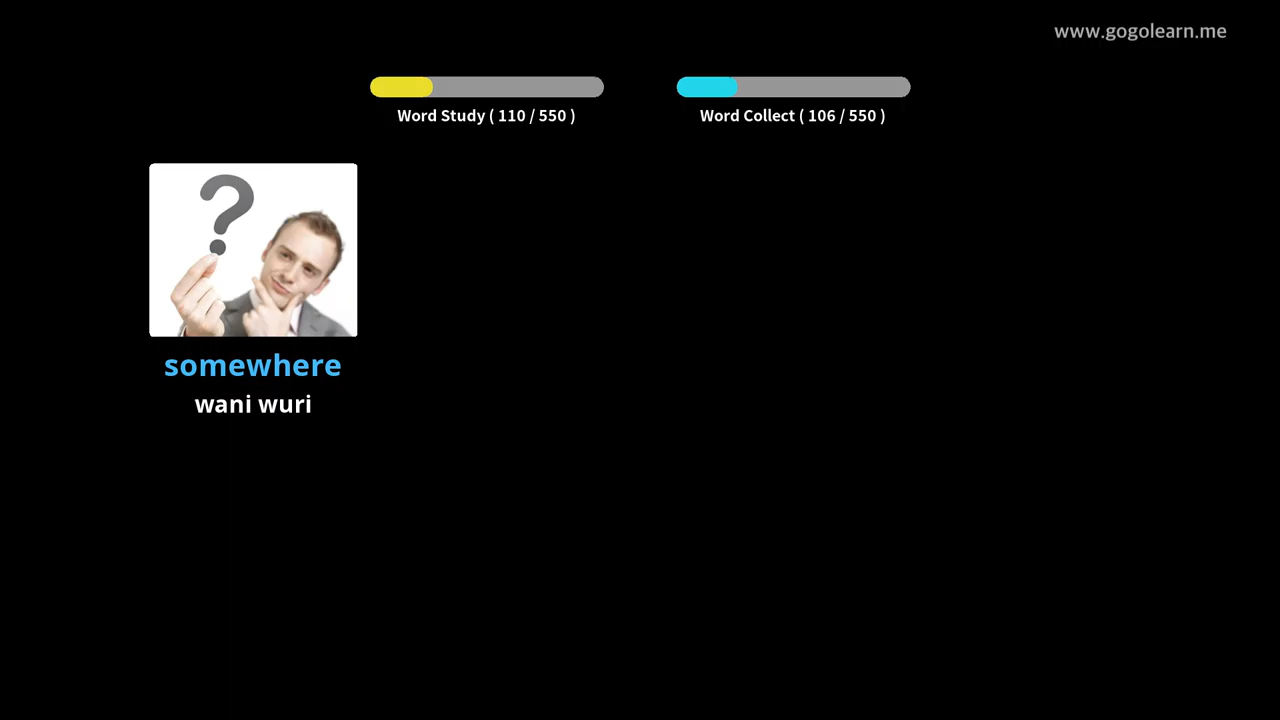 www.gogolearn.me
Word Study ( 110 / 550 )
Word Collect ( 106 / 550 )
?
somewhere
wani wuri